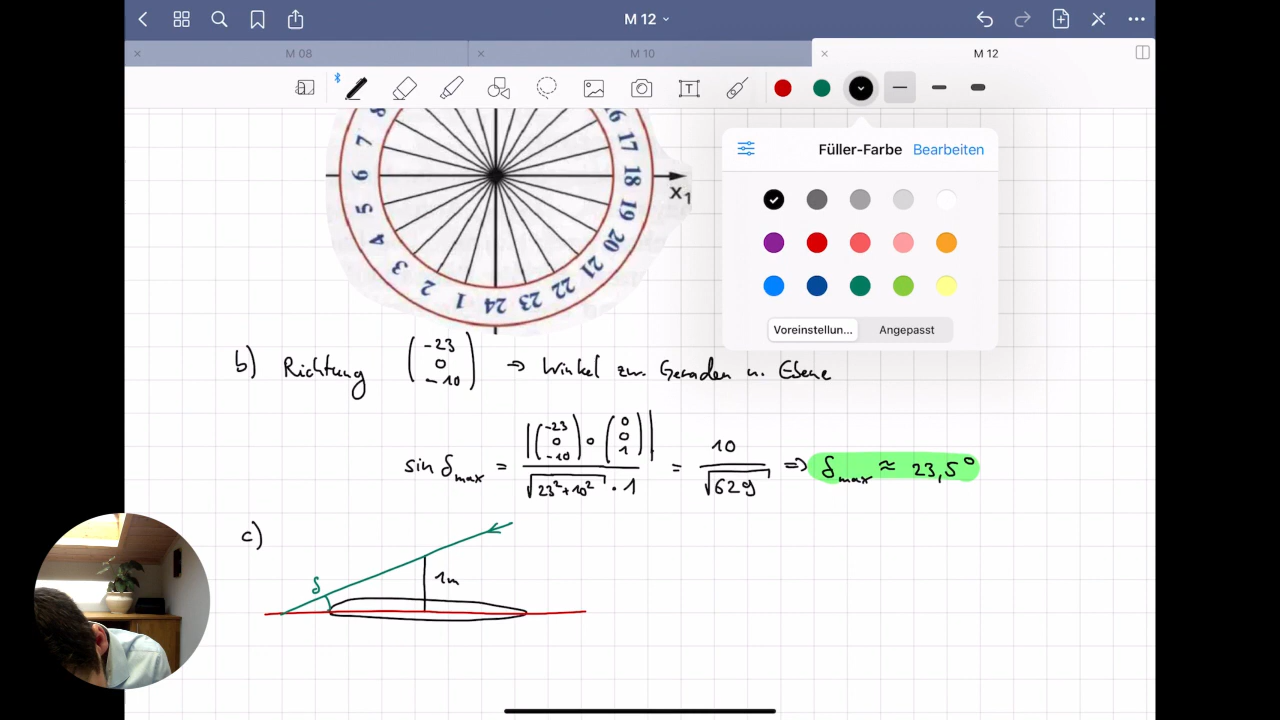 M 12
M 08
M 10
M 12
T
Füller-Farbe Bearbeiten
Voreinstellun... Angepasst
8
7
6
5
4
3
2
1
24
23
22
21
20
19
18
17
16
x₁
b) Richtung (-23 0 -10) ⇒ Winkel zw. Geraden u. Ebene
sin δmax = |(-23 0 -10) ∘ (0 0 1)| / √(23²+10²) · 1 = 10 / √629 ⇒ δmax ≈ 23,5°
c)
δ
1m